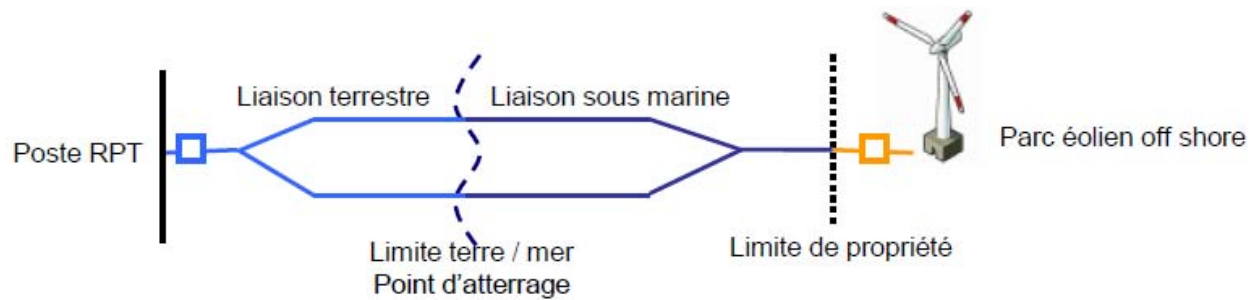 Liaison terrestre
Liaison sous marine
Poste RPT
Parc éolien off shore
Limite terre / mer
Point d'atterrage
Limite de propriété